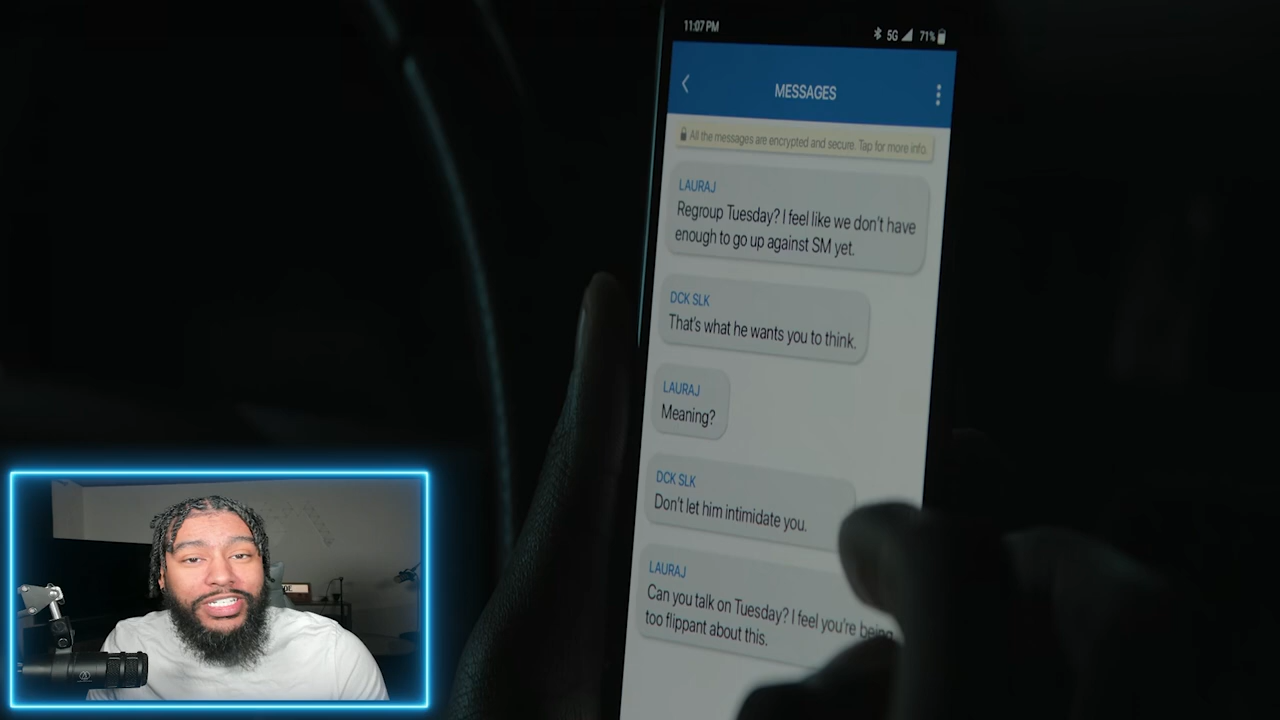 11:07 PM
5G
71%
MESSAGES
All the messages are encrypted and secure. Tap for more info.
LAURAJ
Regroup Tuesday? I feel like we don't have
enough to go up against SM yet.
DCK SLK
That's what he wants you to think.
LAURAJ
Meaning?
DCK SLK
Don't let him intimidate you.
LAURAJ
Can you talk on Tuesday? I feel you're being
too flippant about this.